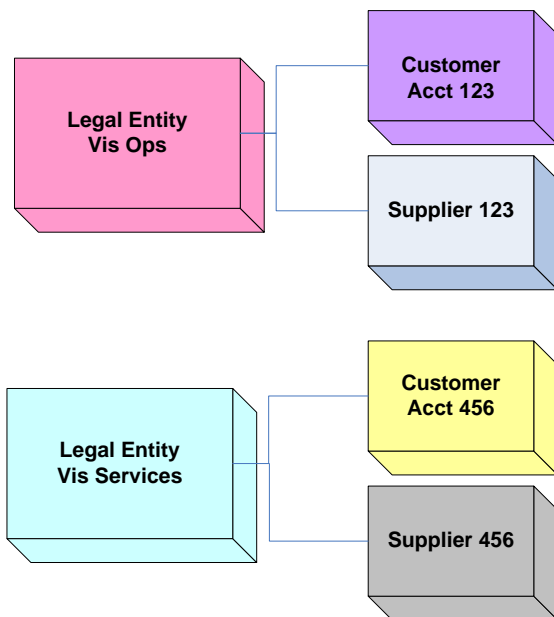 Legal Entity
Vis Ops
Customer
Acct 123
Supplier 123
Legal Entity
Vis Services
Customer
Acct 456
Supplier 456